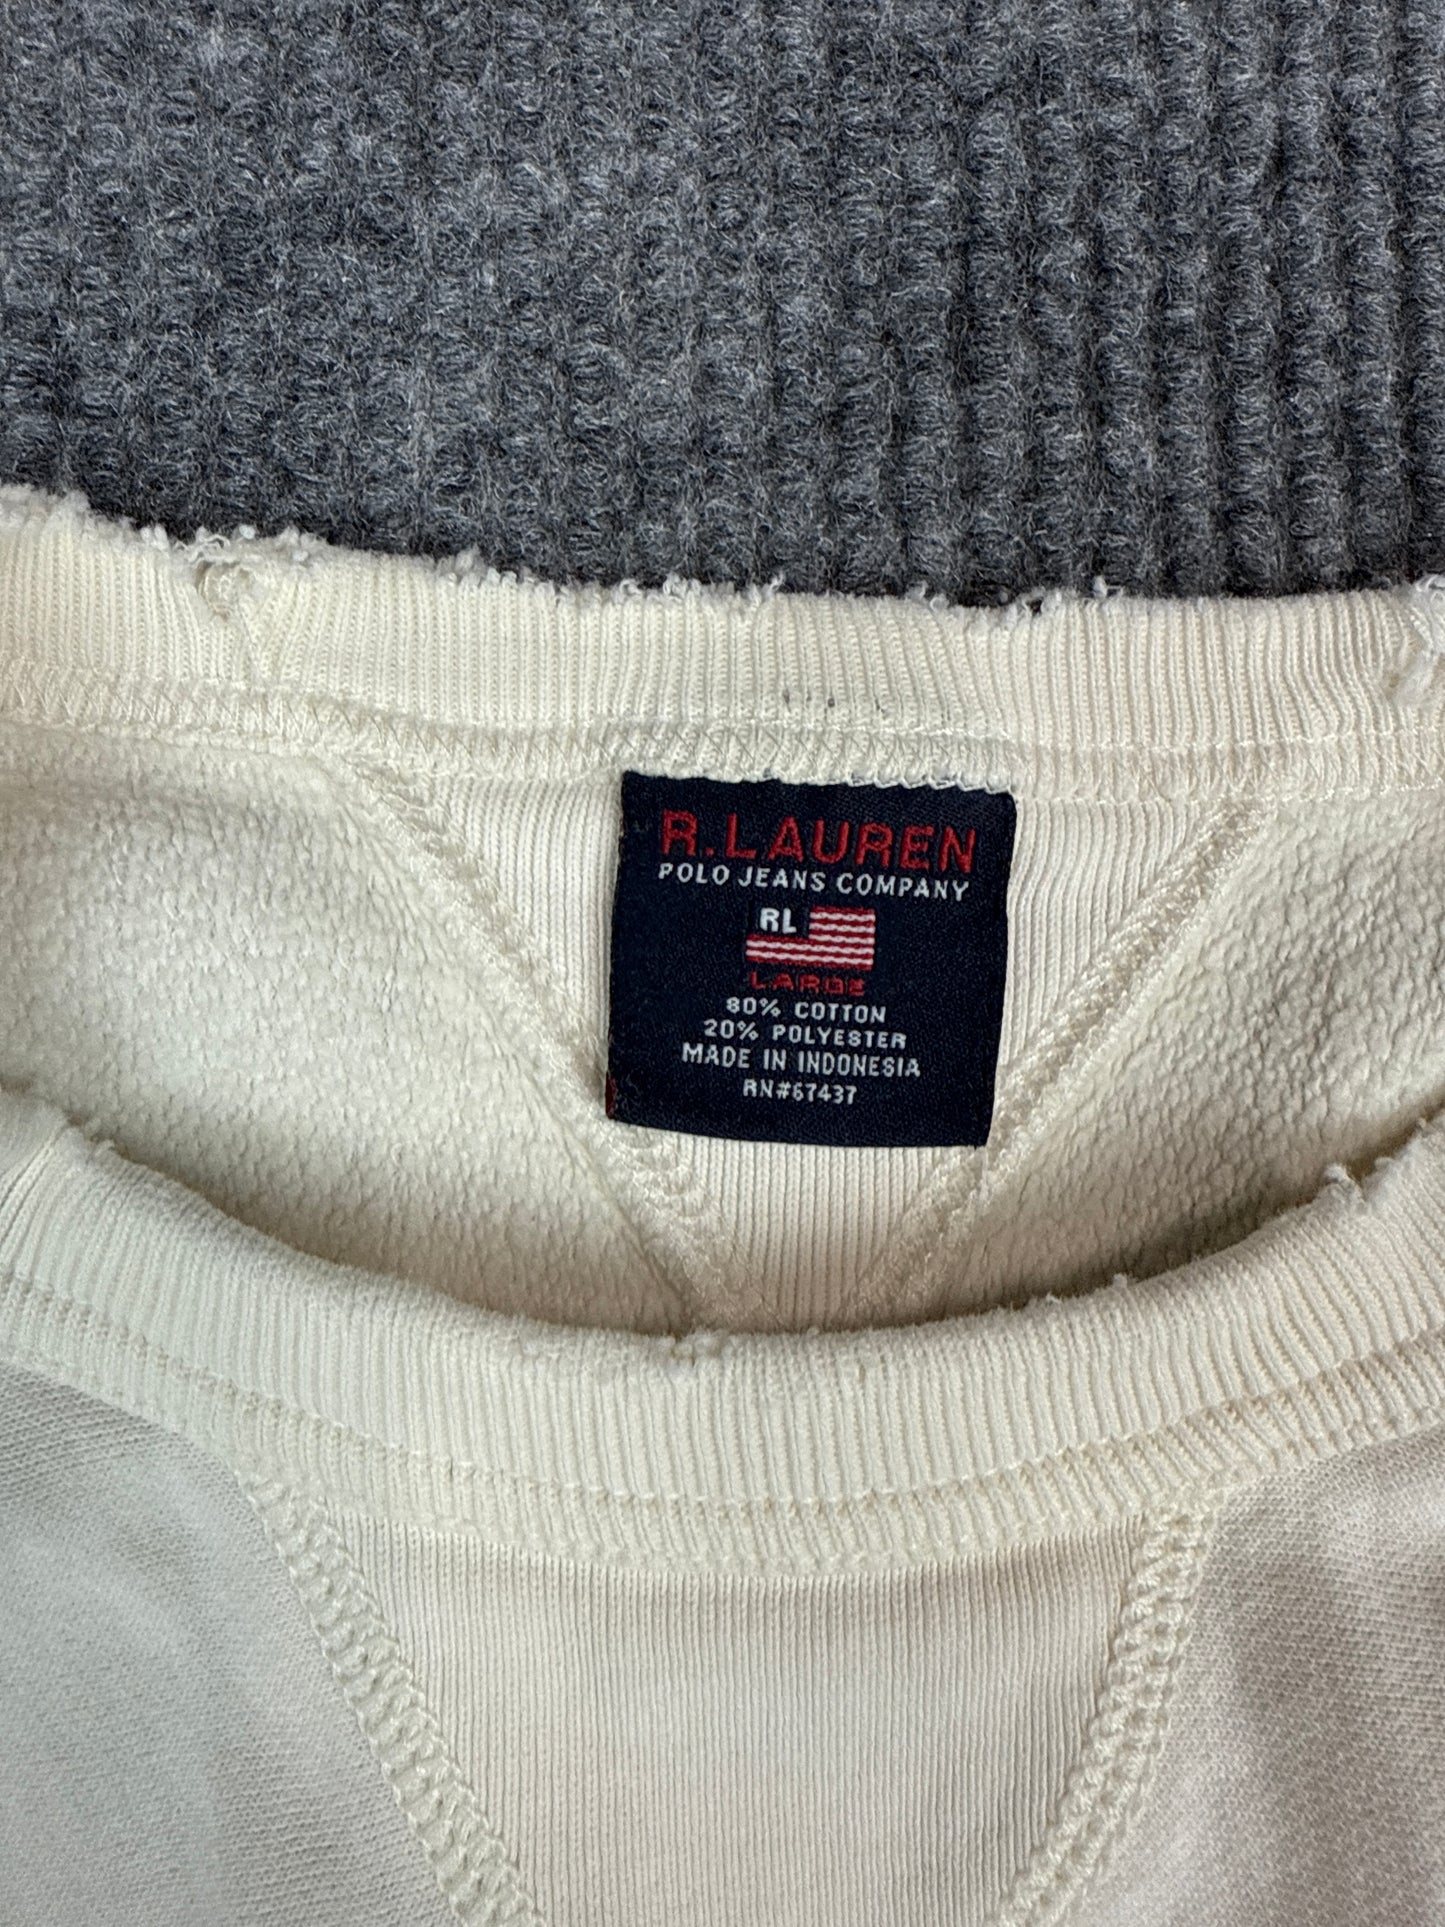 R.LAUREN
POLO JEANS COMPANY
RL
LARGE
80% COTTON
20% POLYESTER
MADE IN INDONESIA
RN#67437